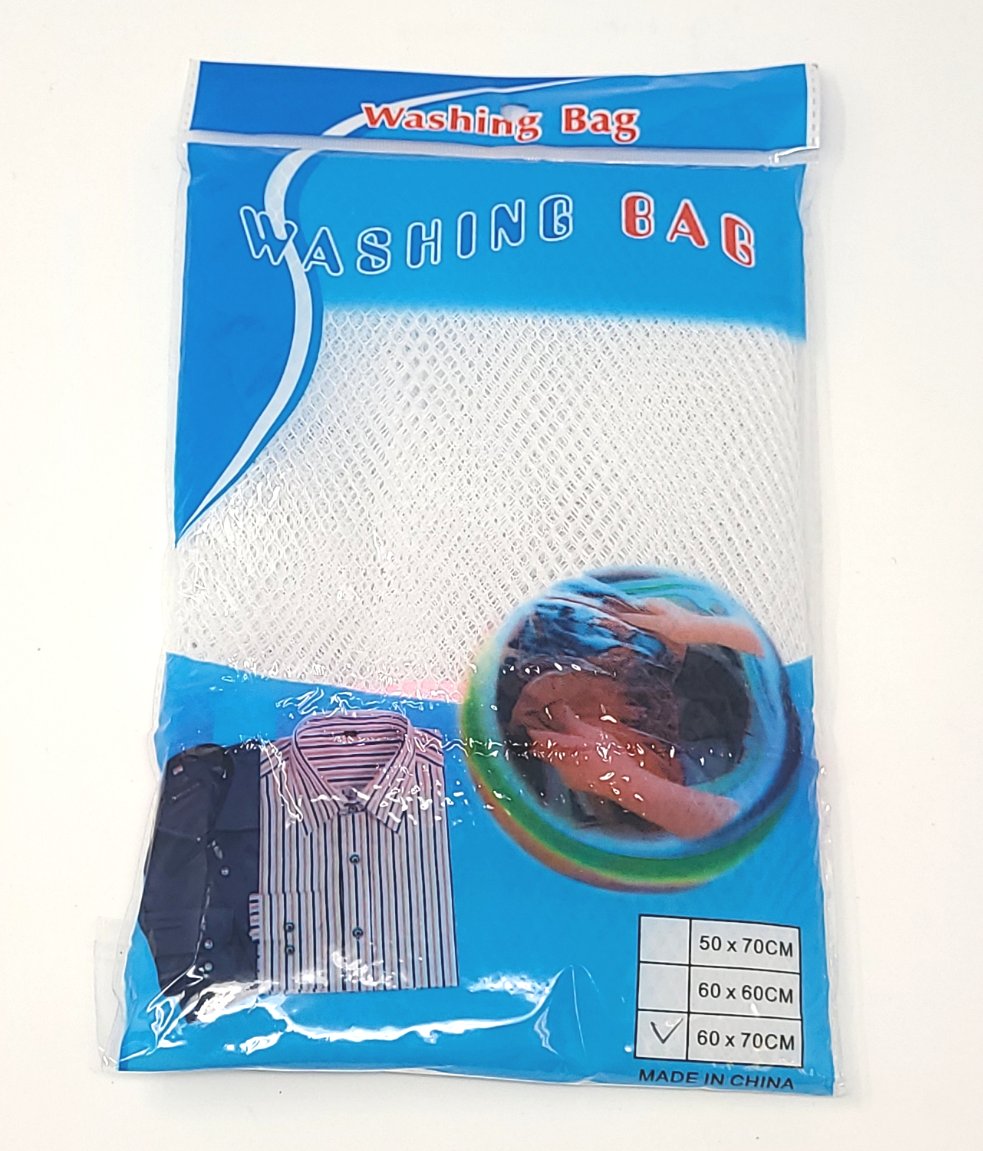 Washing Bag
WASHING BAG
50 x 70CM
60 x 60CM
60 x 70CM
MADE IN CHINA